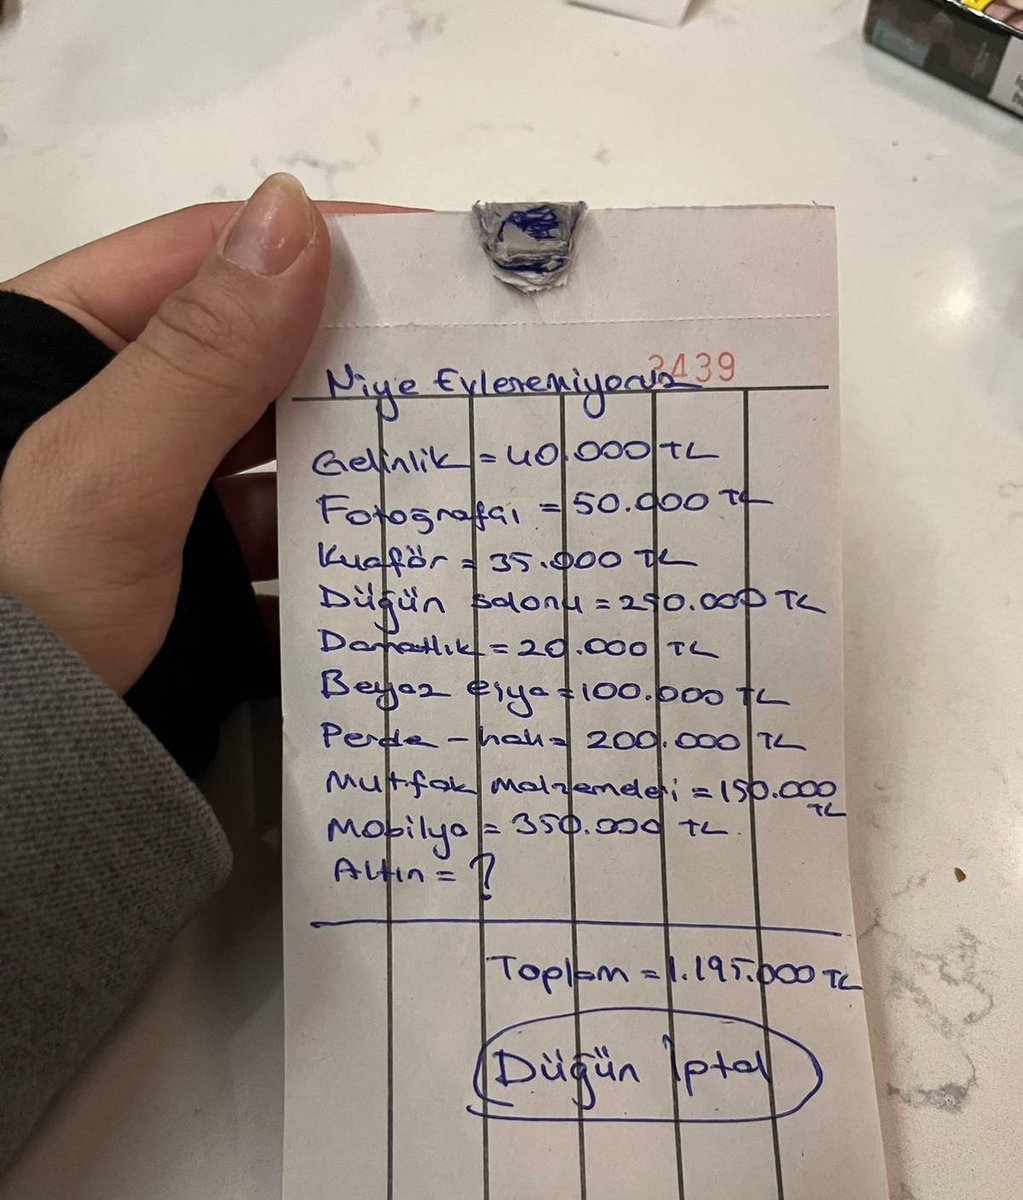 3439
Niye Evlenemiyoruz
Gelinlik = 40.000 TL
Fotoğrafçı = 50.000 TL
Kuaför = 35.000 TL
Düğün salonu = 250.000 TL
Damatlık = 20.000 TL
Beyaz eşya = 100.000 TL
Perde - halı = 200.000 TL
Mutfak malzemeleri = 150.000
TL
Mobilya = 350.000 TL
Altın = ?
Toplam = 1.195.000 TL
Düğün İptal